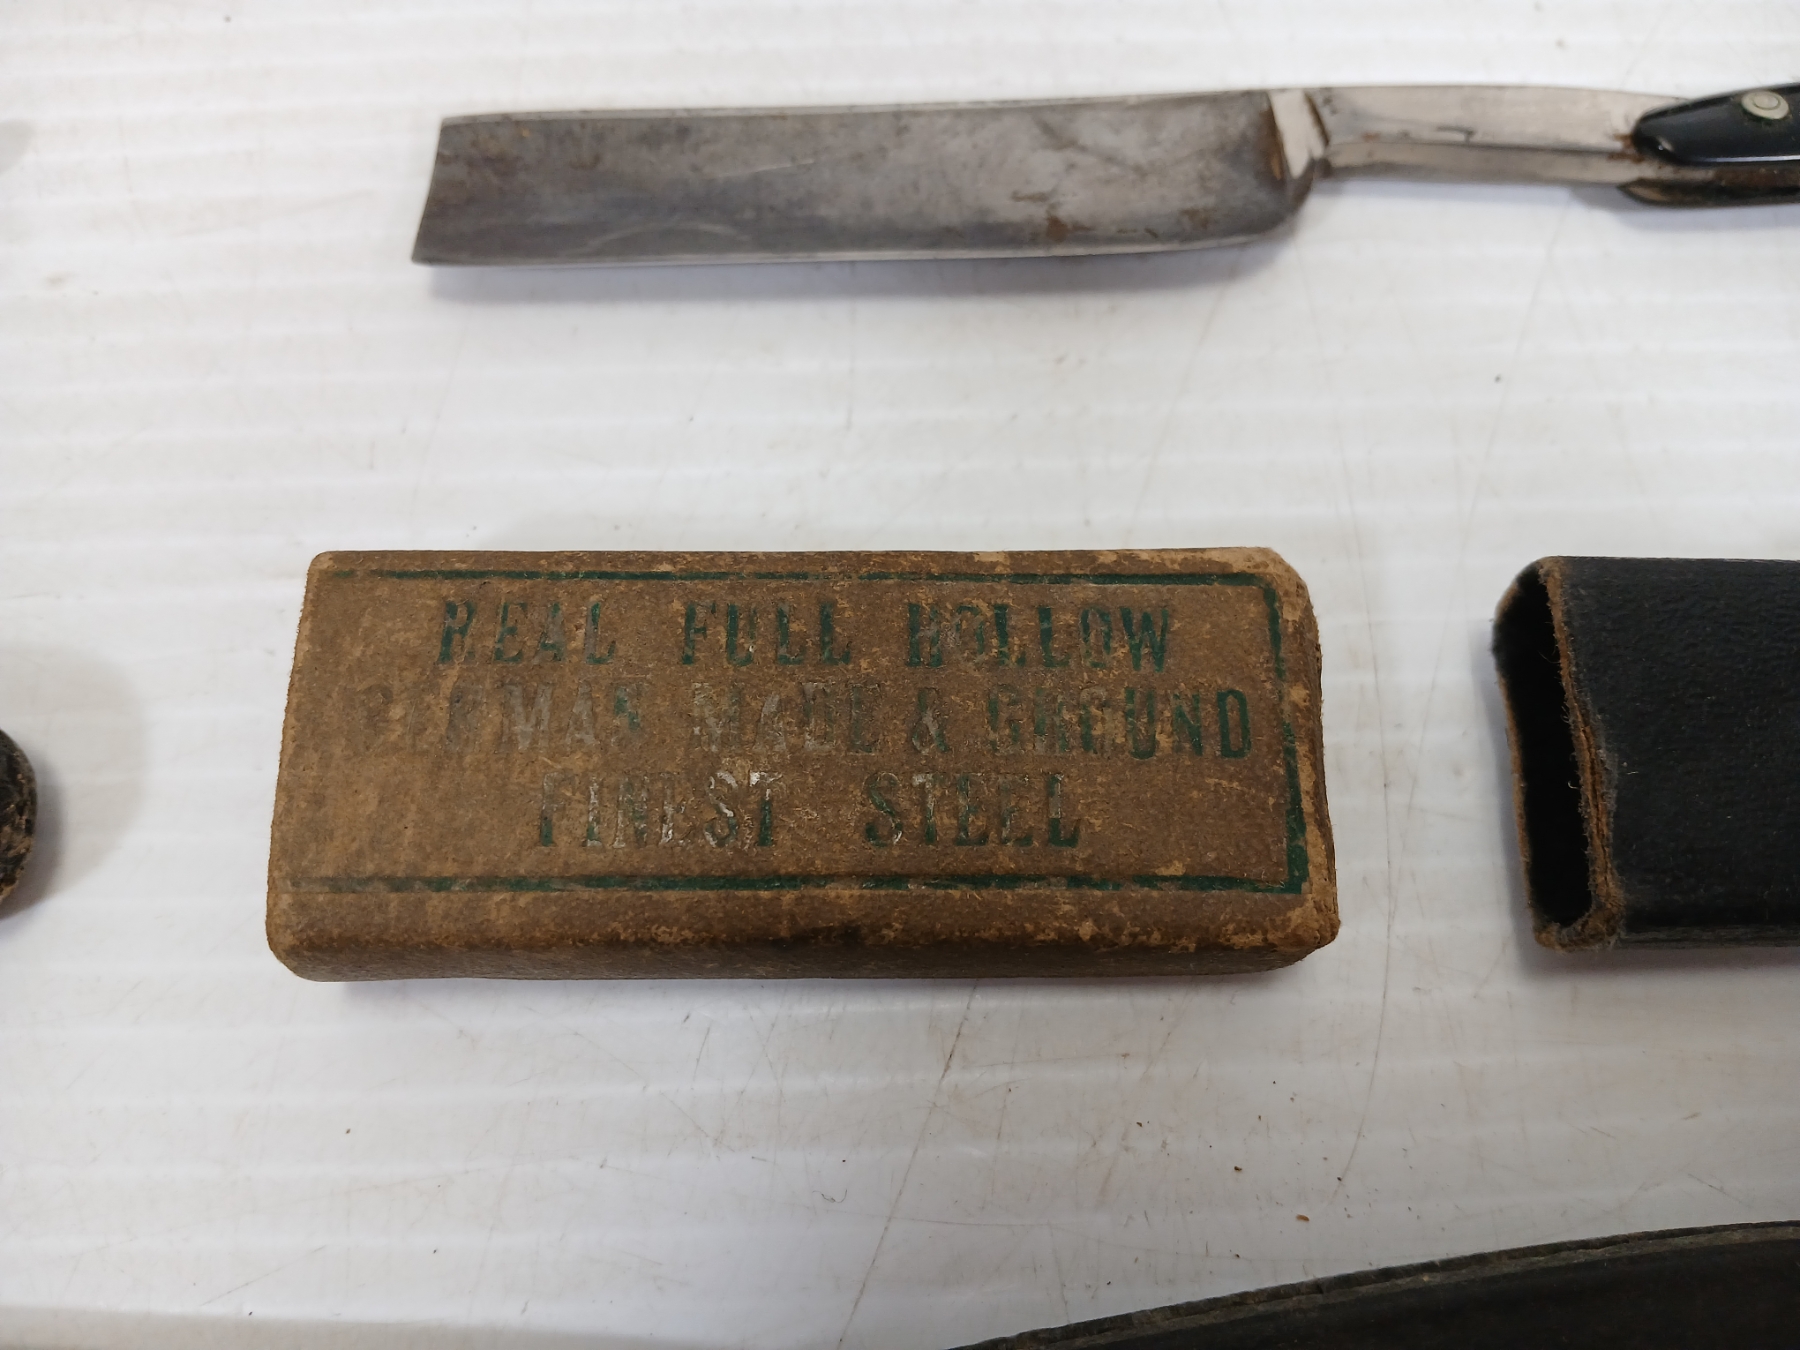 REAL FULL HOLLOW
GERMAN MADE & GROUND
FINEST STEEL